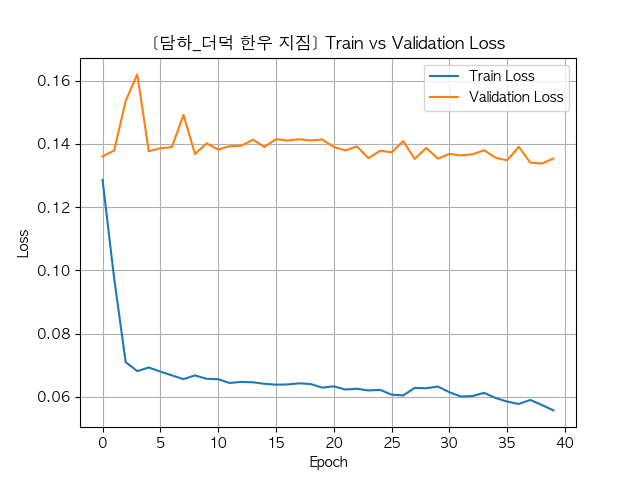 [담하_더덕 한우 지짐] Train vs Validation Loss
Train Loss
Validation Loss
Loss
0.16
0.14
0.12
0.10
0.08
0.06
0 5 10 15 20 25 30 35 40
Epoch